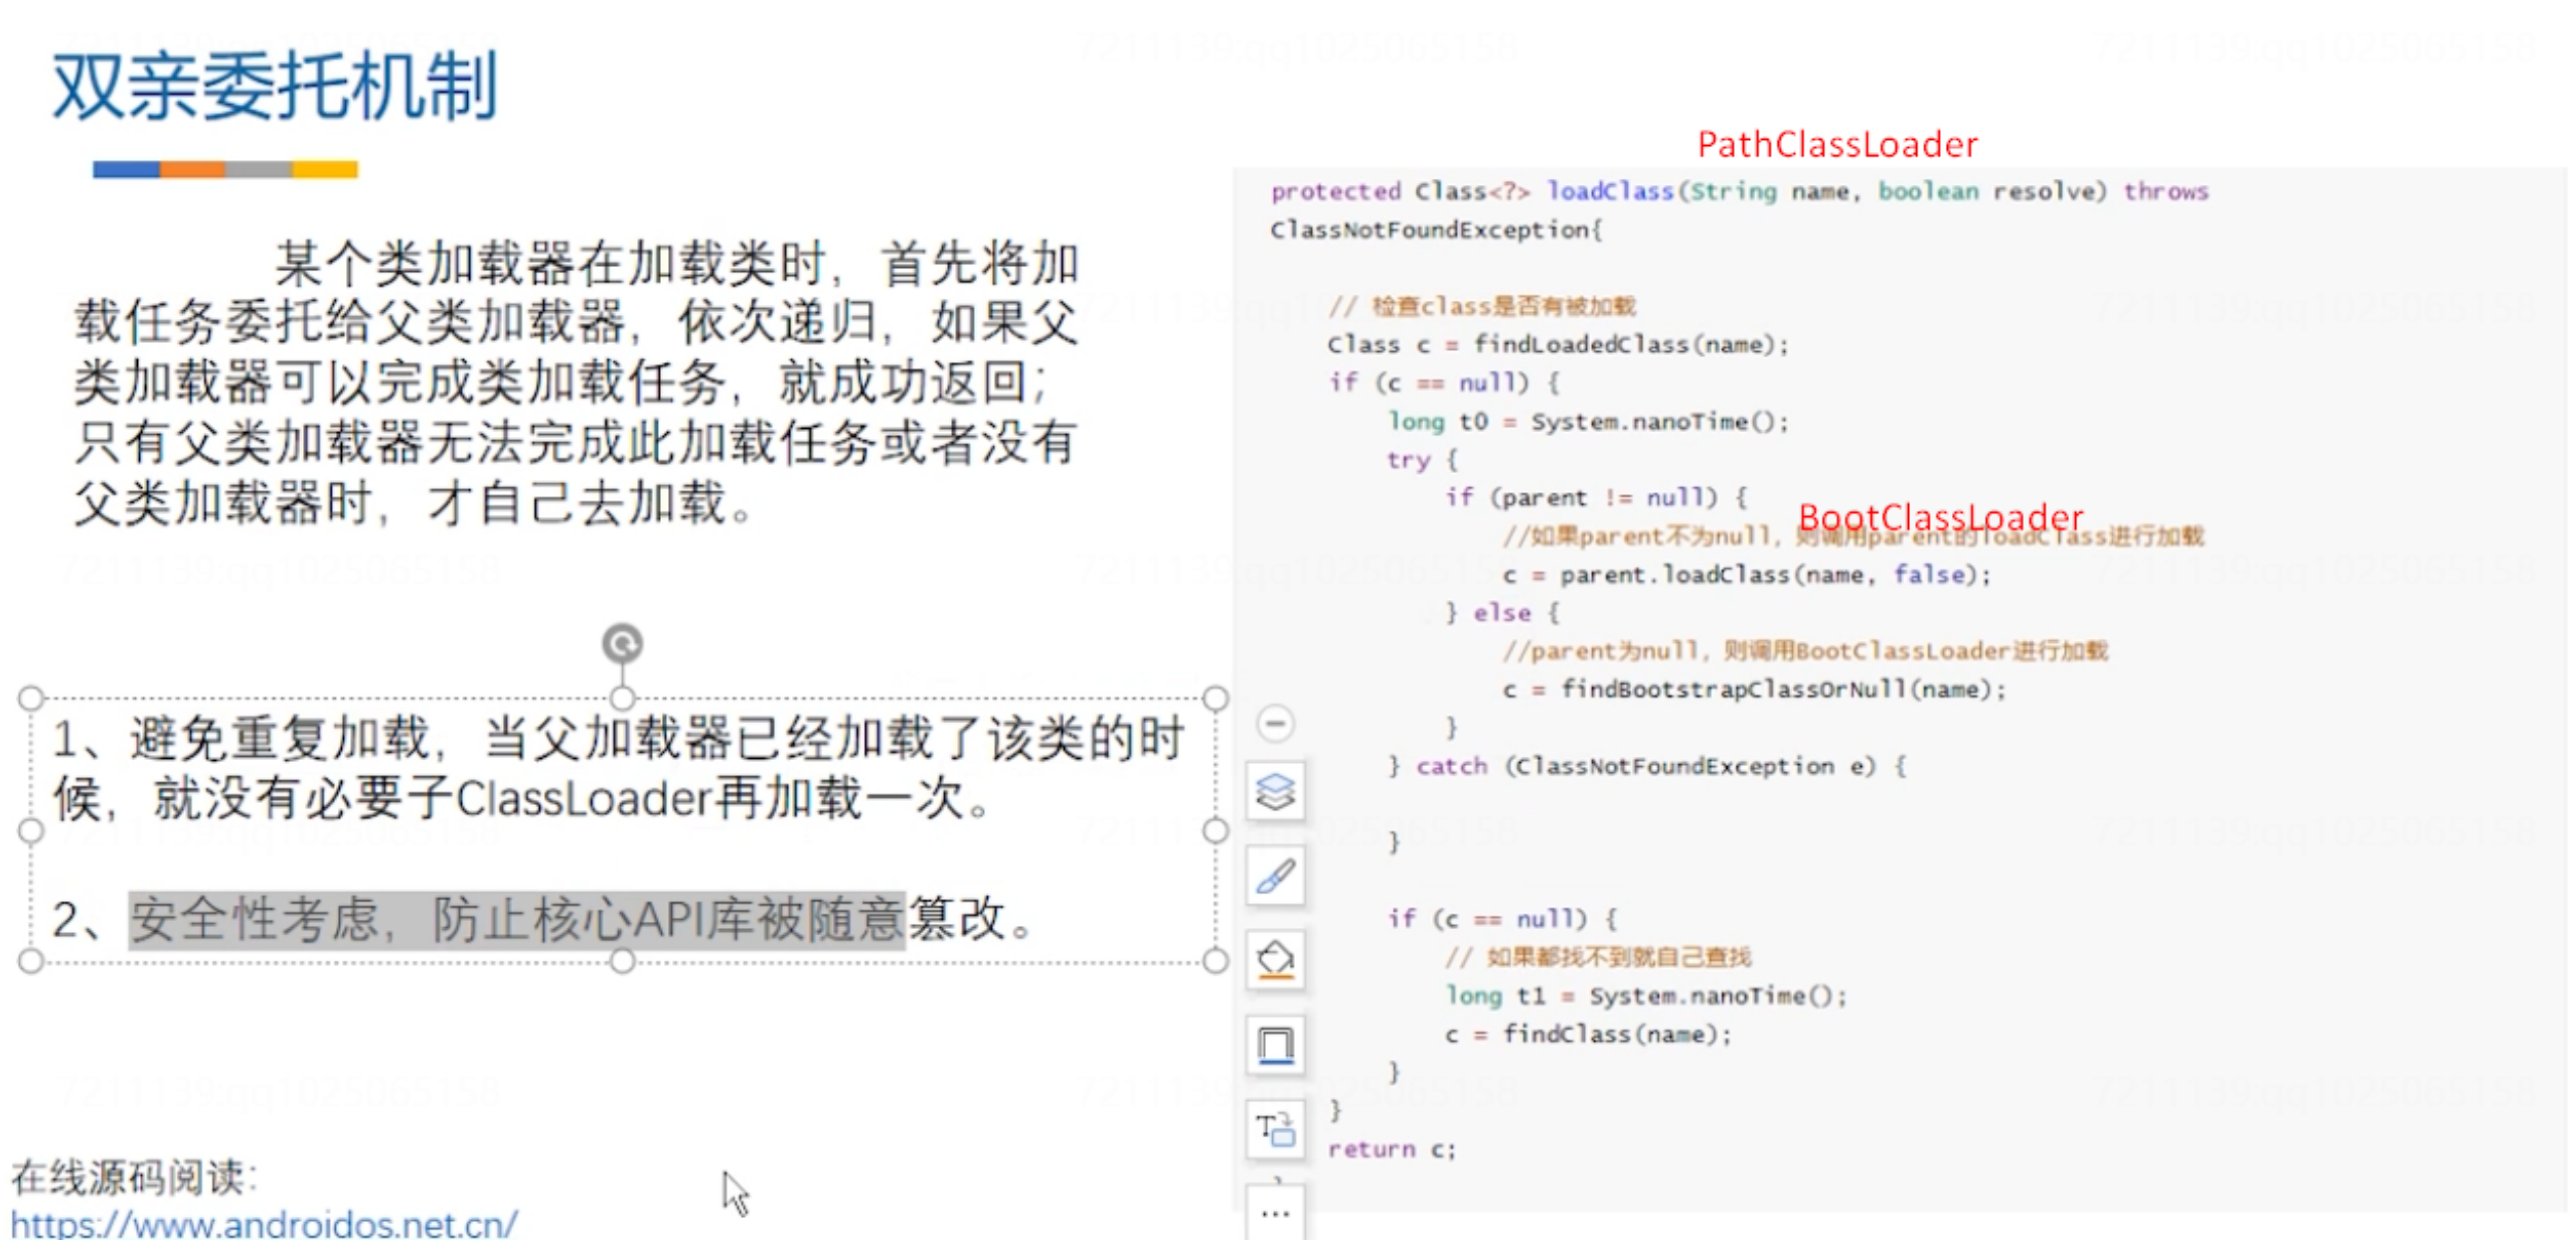 双亲委托机制
某个类加载器在加载类时，首先将加
载任务委托给父类加载器，依次递归，如果父
类加载器可以完成类加载任务，就成功返回；
只有父类加载器无法完成此加载任务或者没有
父类加载器时，才自己去加载。
1、避免重复加载，当父加载器已经加载了该类的时
候，就没有必要子ClassLoader再加载一次。
2、安全性考虑，防止核心API库被随意篡改。
在线源码阅读：
https://www.androidos.net.cn/
PathClassLoader
protected Class<?> loadClass(String name, boolean resolve) throws
ClassNotFoundException{
// 检查class是否有被加载
Class c = findLoadedClass(name);
if (c == null) {
long t0 = System.nanoTime();
try {
if (parent != null) {
BootClassLoader
//如果parent不为null，则调用parent的loadClass进行加载
c = parent.loadClass(name, false);
} else {
//parent为null，则调用BootClassLoader进行加载
c = findBootstrapClassOrNull(name);
}
} catch (ClassNotFoundException e) {
}
if (c == null) {
// 如果都找不到就自己查找
long t1 = System.nanoTime();
c = findClass(name);
}
}
return c;
7211139:qq1025065158